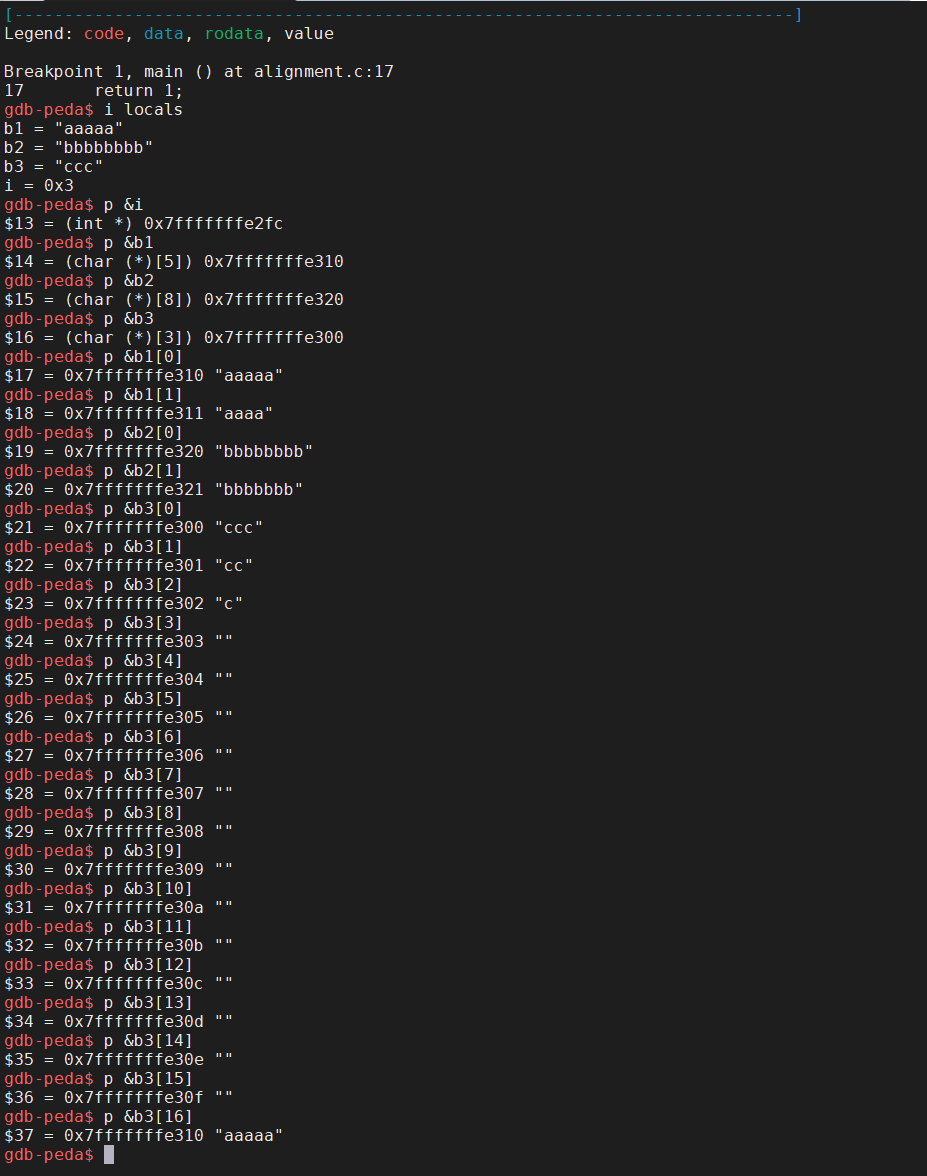 [------------------------------------------------------------------------------]
Legend: code, data, rodata, value
Breakpoint 1, main () at alignment.c:17
17       return 1;
gdb-peda$ i locals
b1 = "aaaaa"
b2 = "bbbbbbbb"
b3 = "ccc"
i = 0x3
gdb-peda$ p &i
$13 = (int *) 0x7fffffffe2fc
gdb-peda$ p &b1
$14 = (char (*)[5]) 0x7fffffffe310
gdb-peda$ p &b2
$15 = (char (*)[8]) 0x7fffffffe320
gdb-peda$ p &b3
$16 = (char (*)[3]) 0x7fffffffe300
gdb-peda$ p &b1[0]
$17 = 0x7fffffffe310 "aaaaa"
gdb-peda$ p &b1[1]
$18 = 0x7fffffffe311 "aaaa"
gdb-peda$ p &b2[0]
$19 = 0x7fffffffe320 "bbbbbbbb"
gdb-peda$ p &b2[1]
$20 = 0x7fffffffe321 "bbbbbbb"
gdb-peda$ p &b3[0]
$21 = 0x7fffffffe300 "ccc"
gdb-peda$ p &b3[1]
$22 = 0x7fffffffe301 "cc"
gdb-peda$ p &b3[2]
$23 = 0x7fffffffe302 "c"
gdb-peda$ p &b3[3]
$24 = 0x7fffffffe303 ""
gdb-peda$ p &b3[4]
$25 = 0x7fffffffe304 ""
gdb-peda$ p &b3[5]
$26 = 0x7fffffffe305 ""
gdb-peda$ p &b3[6]
$27 = 0x7fffffffe306 ""
gdb-peda$ p &b3[7]
$28 = 0x7fffffffe307 ""
gdb-peda$ p &b3[8]
$29 = 0x7fffffffe308 ""
gdb-peda$ p &b3[9]
$30 = 0x7fffffffe309 ""
gdb-peda$ p &b3[10]
$31 = 0x7fffffffe30a ""
gdb-peda$ p &b3[11]
$32 = 0x7fffffffe30b ""
gdb-peda$ p &b3[12]
$33 = 0x7fffffffe30c ""
gdb-peda$ p &b3[13]
$34 = 0x7fffffffe30d ""
gdb-peda$ p &b3[14]
$35 = 0x7fffffffe30e ""
gdb-peda$ p &b3[15]
$36 = 0x7fffffffe30f ""
gdb-peda$ p &b3[16]
$37 = 0x7fffffffe310 "aaaaa"
gdb-peda$